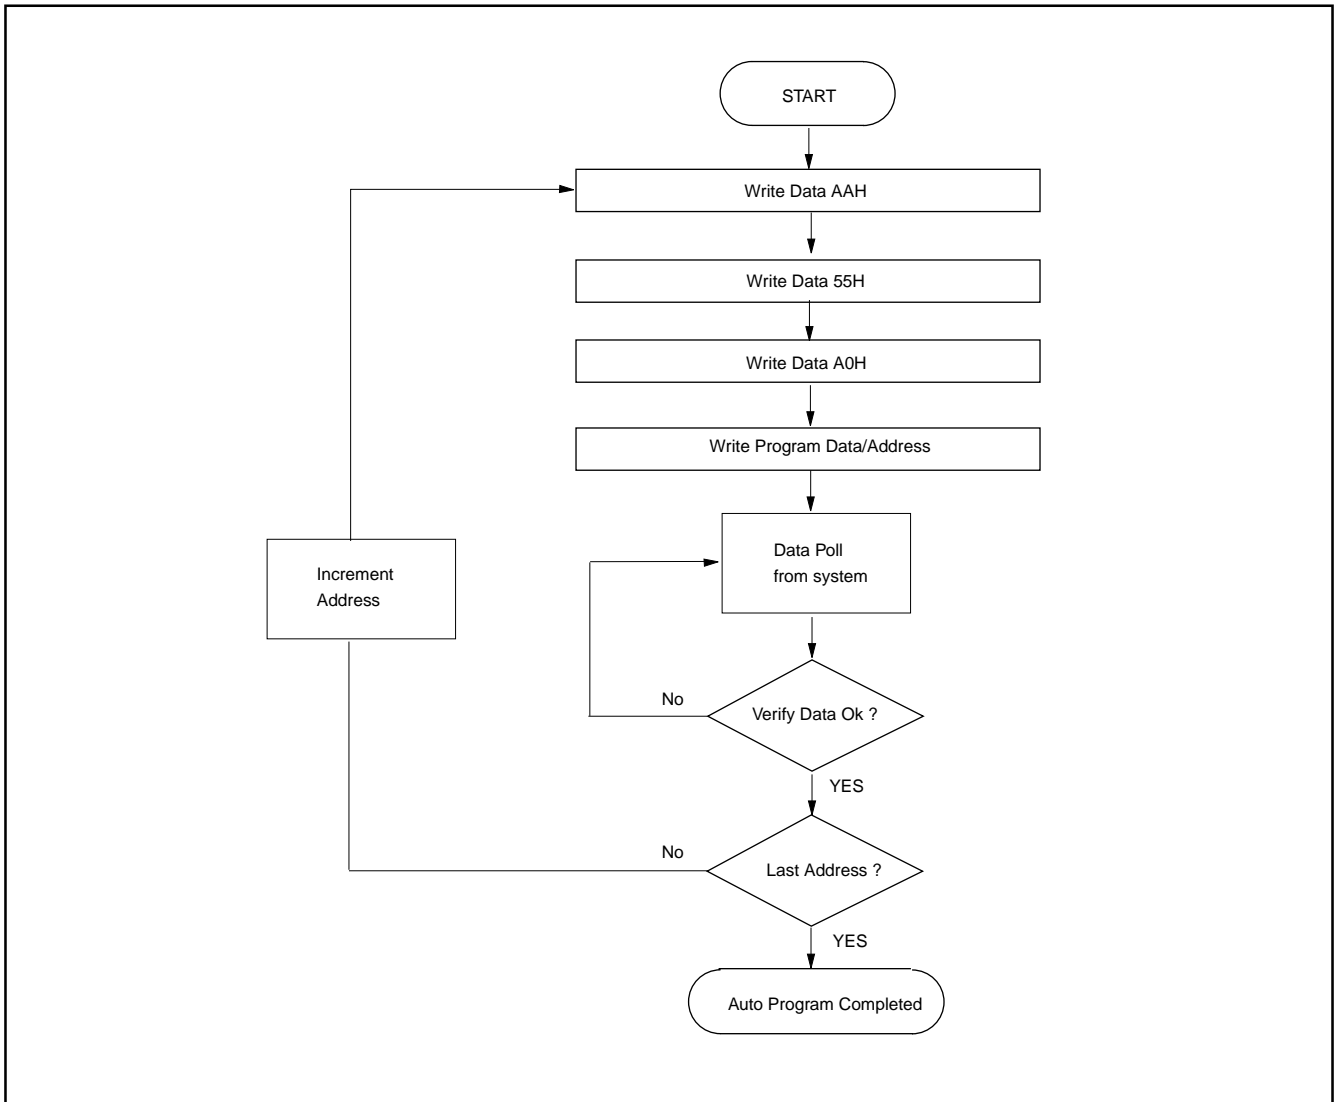 START
Write Data AAH
Write Data 55H
Write Data A0H
Write Program Data/Address
Data Poll
from system
Increment
Address
No
Verify Data Ok ?
YES
No
Last Address ?
YES
Auto Program Completed